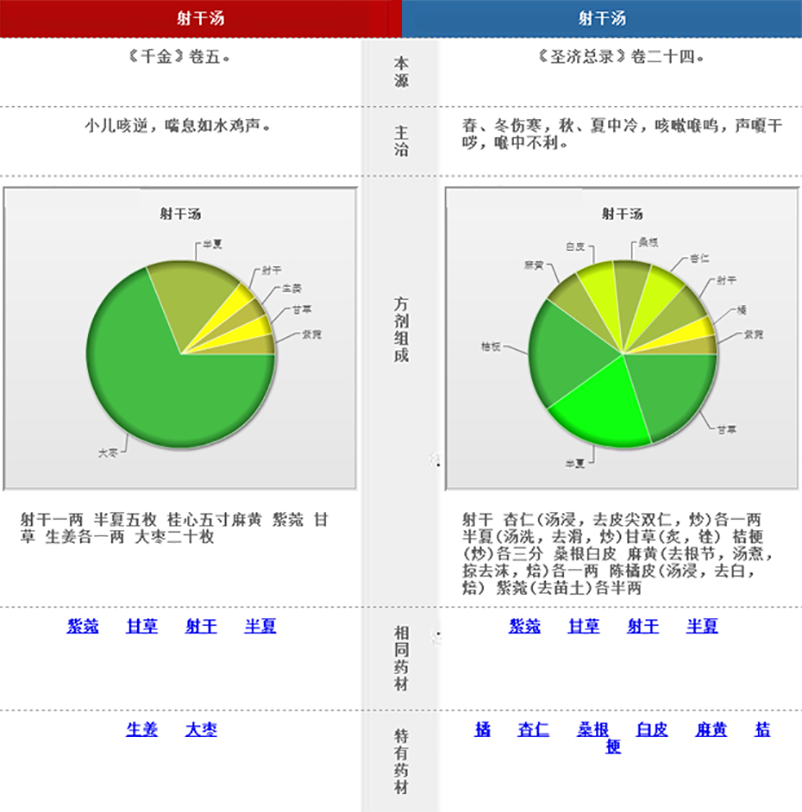 射干汤
射干汤
《千金》卷五。
本源
《圣济总录》卷二十四。
小儿咳逆，喘息如水鸡声。
主治
春、冬伤寒，秋、夏中冷，咳嗽喉鸣，声嗄干
哕，喉中不利。
射干汤
半夏
射干
生姜
甘草
紫菀
大枣
方剂组成
射干汤
桑根
白皮
杏仁
麻黄
射干
橘
紫菀
桔梗
甘草
半夏
射干一两 半夏五枚 桂心五寸麻黄 紫菀 甘
草 生姜各一两 大枣二十枚
射干 杏仁(汤浸，去皮尖双仁，炒)各一两
半夏(汤洗，去滑，炒)甘草(炙，锉) 桔梗
(炒)各三分 桑根白皮 麻黄(去根节，汤煮，
掠去沫，焙)各一两 陈橘皮(汤浸，去白，
焙) 紫菀(去苗土)各半两
紫菀 甘草 射干 半夏
相同药材
紫菀 甘草 射干 半夏
生姜 大枣
特有药材
橘 杏仁 桑根 白皮 麻黄 桔
梗